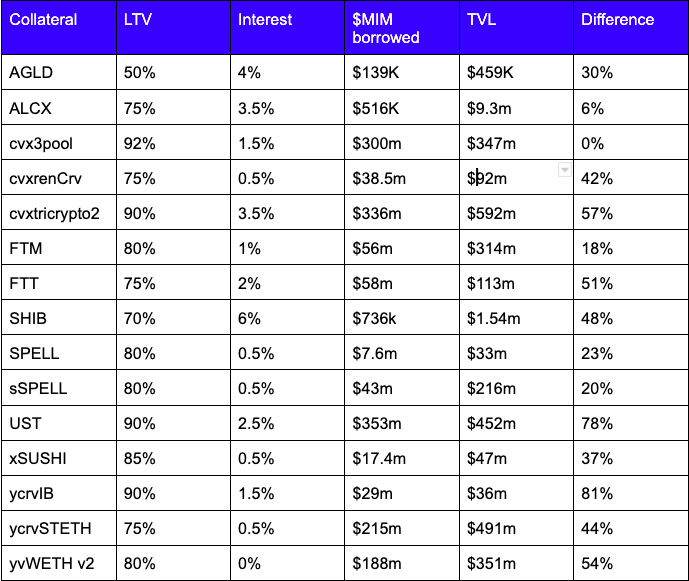 Collateral LTV Interest $MIM borrowed TVL Difference
AGLD 50% 4% $139K $459K 30%
ALCX 75% 3.5% $516K $9.3m 6%
cvx3pool 92% 1.5% $300m $347m 0%
cvxrenCrv 75% 0.5% $38.5m $92m 42%
cvxtricrypto2 90% 3.5% $336m $592m 57%
FTM 80% 1% $56m $314m 18%
FTT 75% 2% $58m $113m 51%
SHIB 70% 6% $736k $1.54m 48%
SPELL 80% 0.5% $7.6m $33m 23%
sSPELL 80% 0.5% $43m $216m 20%
UST 90% 2.5% $353m $452m 78%
xSUSHI 85% 0.5% $17.4m $47m 37%
ycrvIB 90% 1.5% $29m $36m 81%
ycrvSTETH 75% 0.5% $215m $491m 44%
yvWETH v2 80% 0% $188m $351m 54%